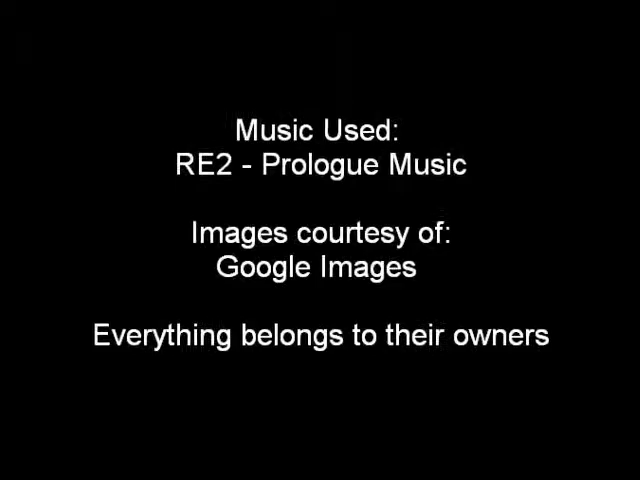 Music Used:
RE2 - Prologue Music
Images courtesy of:
Google Images
Everything belongs to their owners